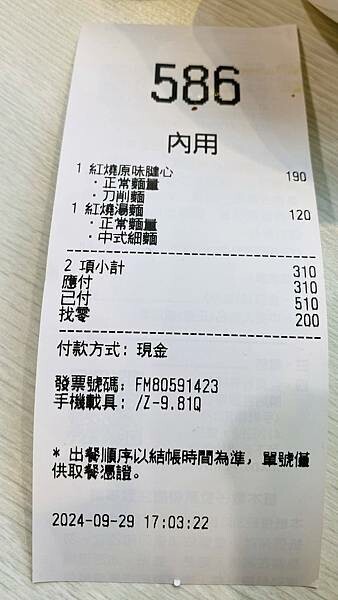 586
內用
1 紅燒原味腱心 190
・正常麵量
・刀削麵
1 紅燒湯麵 120
・正常麵量
・中式細麵
2 項小計 310
應付 310
已付 510
找零 200
付款方式: 現金
發票號碼: FM80591423
手機載具: /Z-9.81Q
* 出餐順序以結帳時間為準, 單號僅
供取餐憑證。
2024-09-29 17:03:22